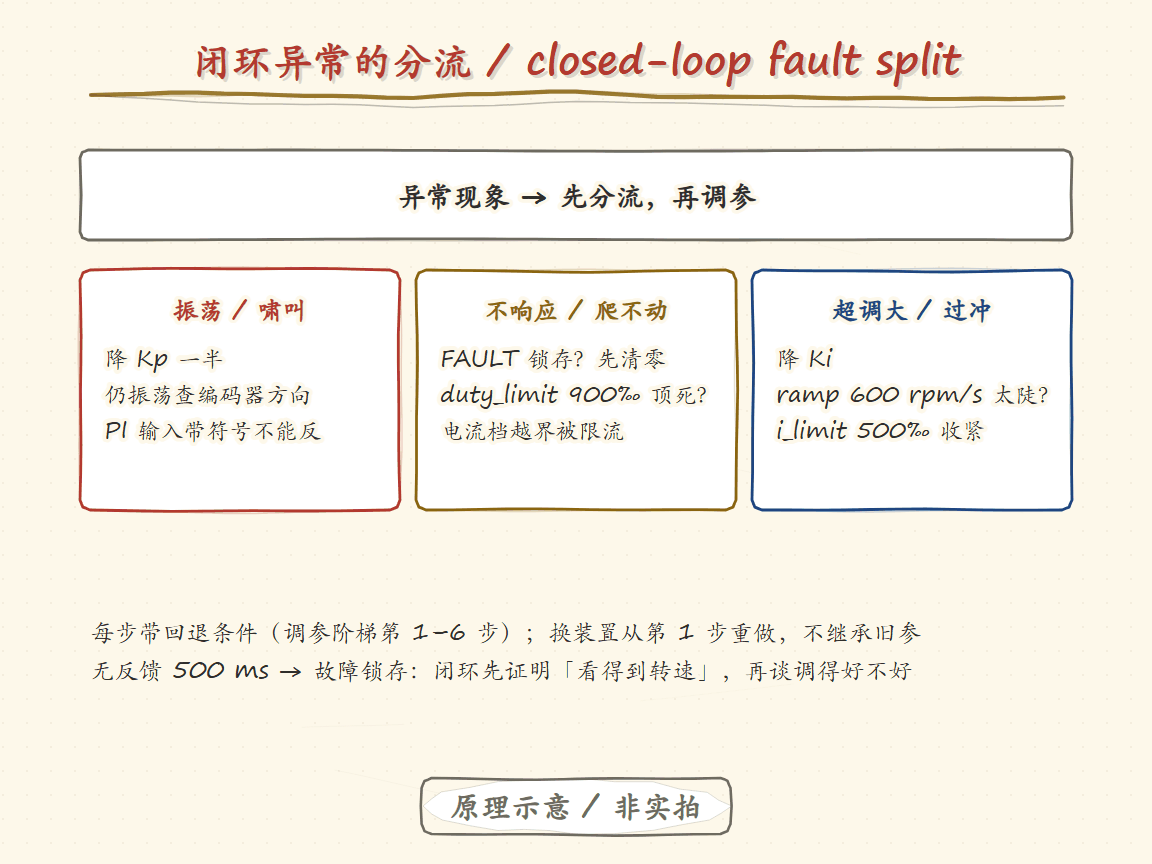 闭环异常的分流 / closed-loop fault split
异常现象 → 先分流，再调参
振荡 / 啸叫
降 Kp 一半
仍振荡查编码器方向
PI 输入带符号不能反
不响应 / 爬不动
FAULT 锁存？先清零
duty_limit 900‰ 顶死？
电流档越界被限流
超调大 / 过冲
降 Ki
ramp 600 rpm/s 太陡？
i_limit 500‰ 收紧
每步带回退条件（调参阶梯第 1–6 步）；换装置从第 1 步重做，不继承旧参
无反馈 500 ms → 故障锁存：闭环先证明「看得到转速」，再谈调得好不好
原理示意 / 非实拍